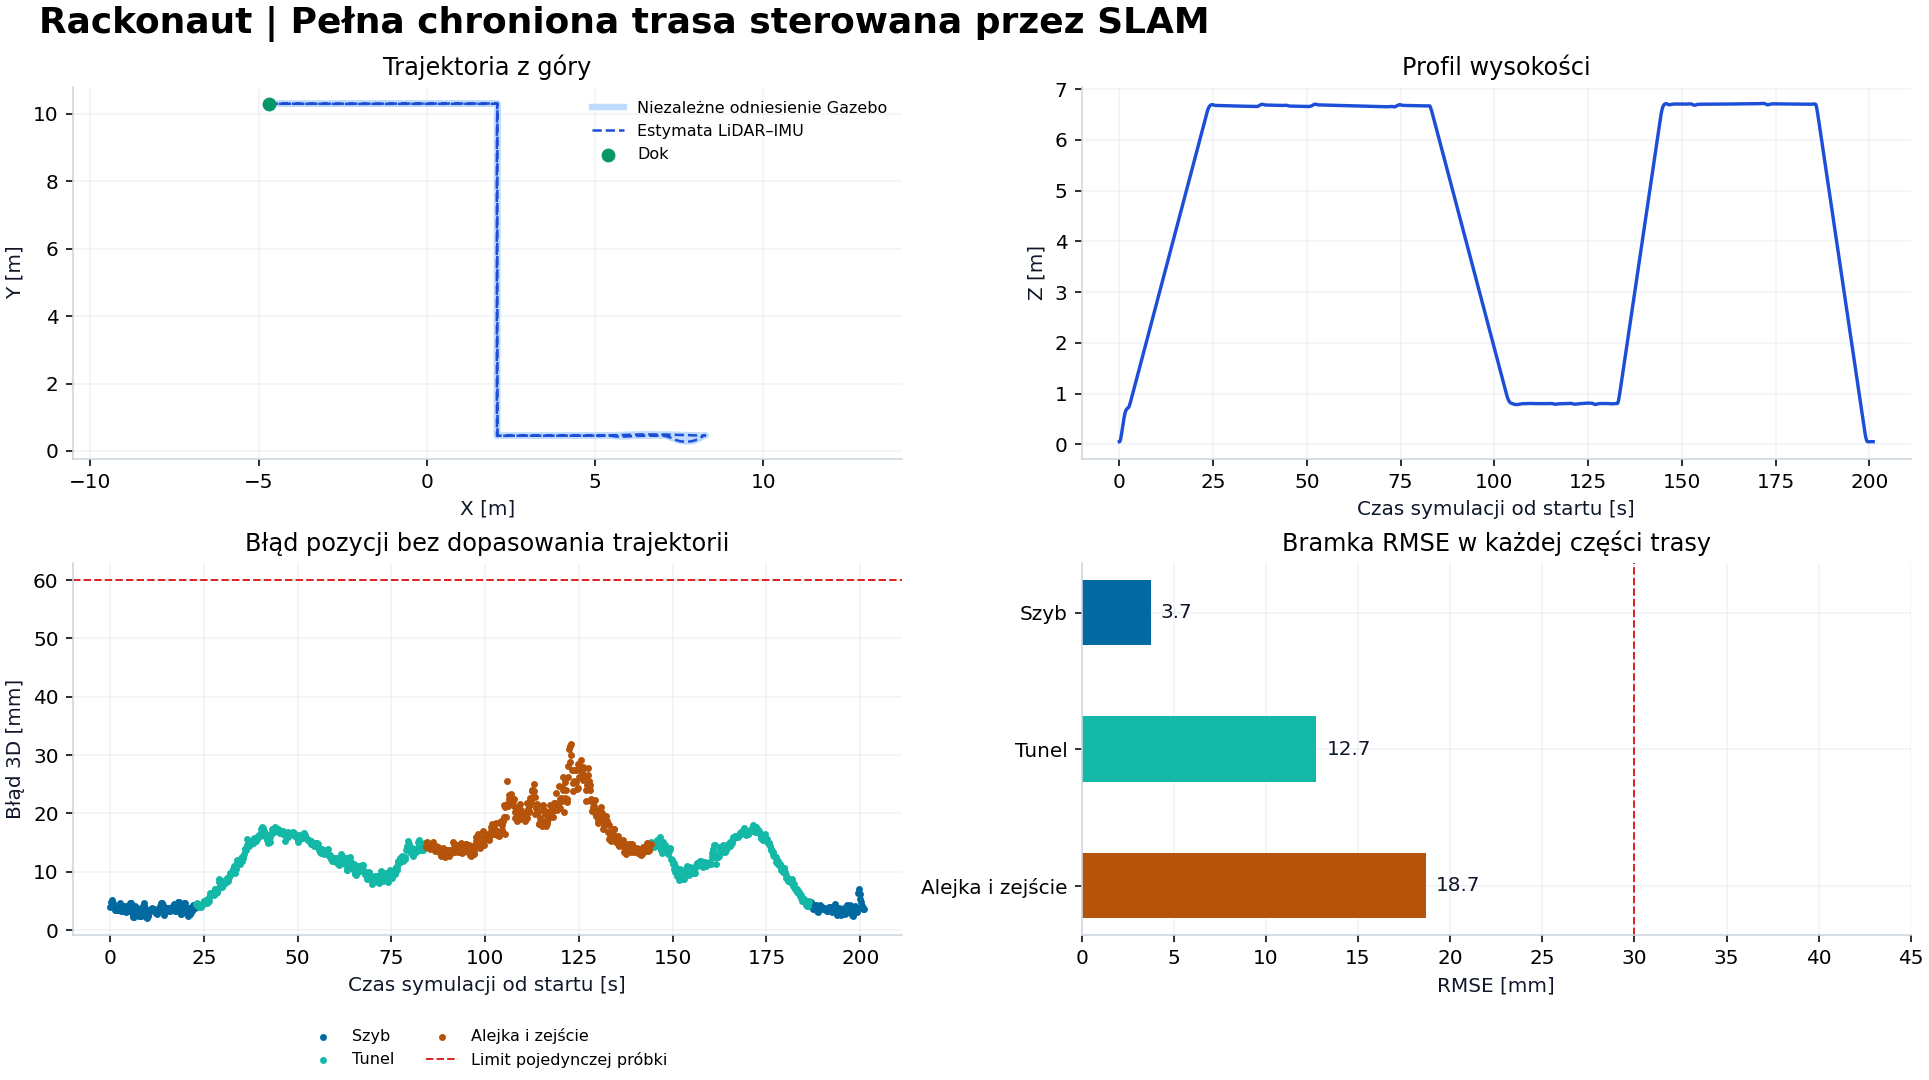 Rackonaut | Pełna chroniona trasa sterowana przez SLAM
Trajektoria z góry
Niezależne odniesienie Gazebo
Estymata LiDAR–IMU
Dok
Y [m]
10
8
6
4
2
0
−10
−5
0
5
10
X [m]
Profil wysokości
Z [m]
7
6
5
4
3
2
1
0
0
25
50
75
100
125
150
175
200
Czas symulacji od startu [s]
Błąd pozycji bez dopasowania trajektorii
Błąd 3D [mm]
60
50
40
30
20
10
0
0
25
50
75
100
125
150
175
200
Czas symulacji od startu [s]
Szyb
Tunel
Alejka i zejście
Limit pojedynczej próbki
Bramka RMSE w każdej części trasy
Szyb
3.7
Tunel
12.7
Alejka i zejście
18.7
0
5
10
15
20
25
30
35
40
45
RMSE [mm]